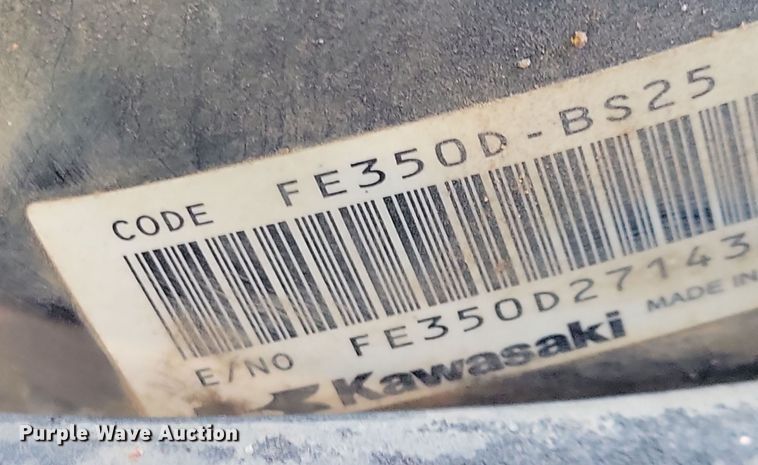 CODE FE350D-BS25
E/NO FE350D27143
Kawasaki MADE IN
Purple Wave Auction